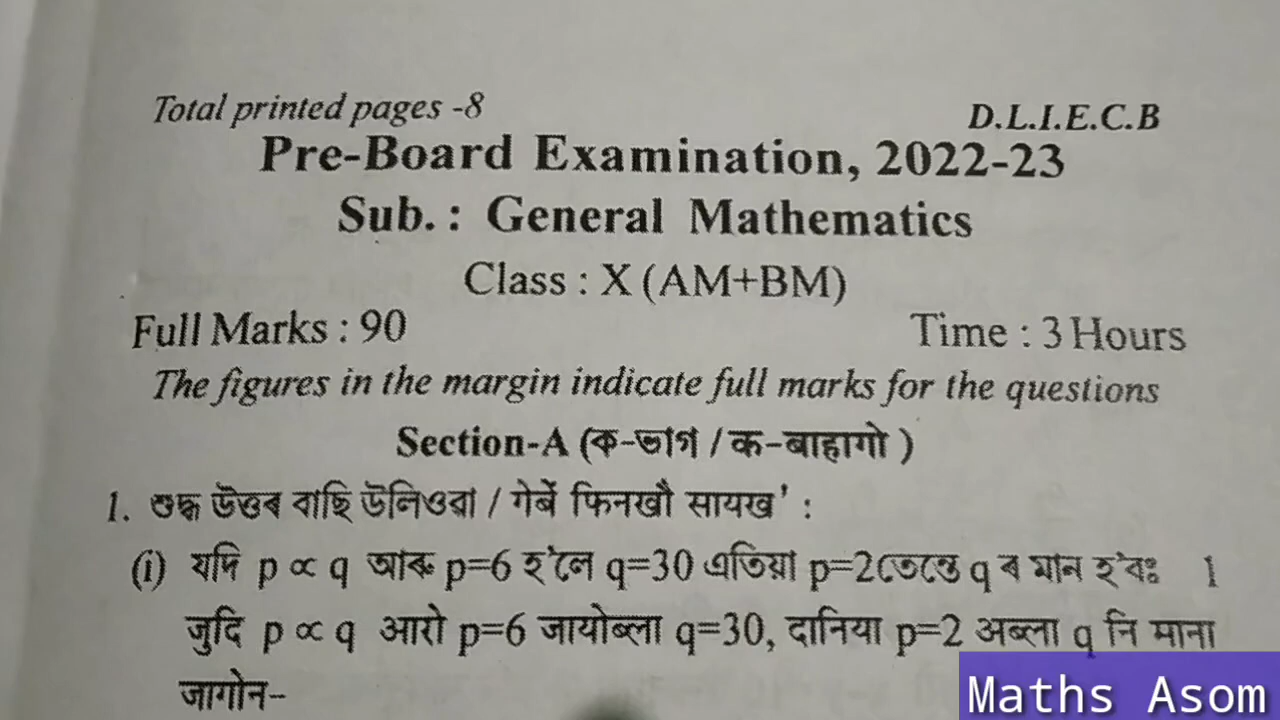 Total printed pages -8
D.L.I.E.C.B
Pre-Board Examination, 2022-23
Sub. : General Mathematics
Class : X (AM+BM)
Full Marks : 90
Time : 3 Hours
The figures in the margin indicate full marks for the questions
Section-A (ক-ভাগ / क-बाहागो )
1. শুদ্ধ উত্তৰ বাছি উলিওৱা / गेबें फिननखौ सायख' :
(i) যদি p ∝ q আৰু p=6 হ'লে q=30 এতিয়া p=2তেন্তে q ৰ মান হ'বঃ 1
जुदि p ∝ q आरो p=6 जायोब्ला q=30, दानिया p=2 अब्ला q नि माना
जागोन-
Maths Asom